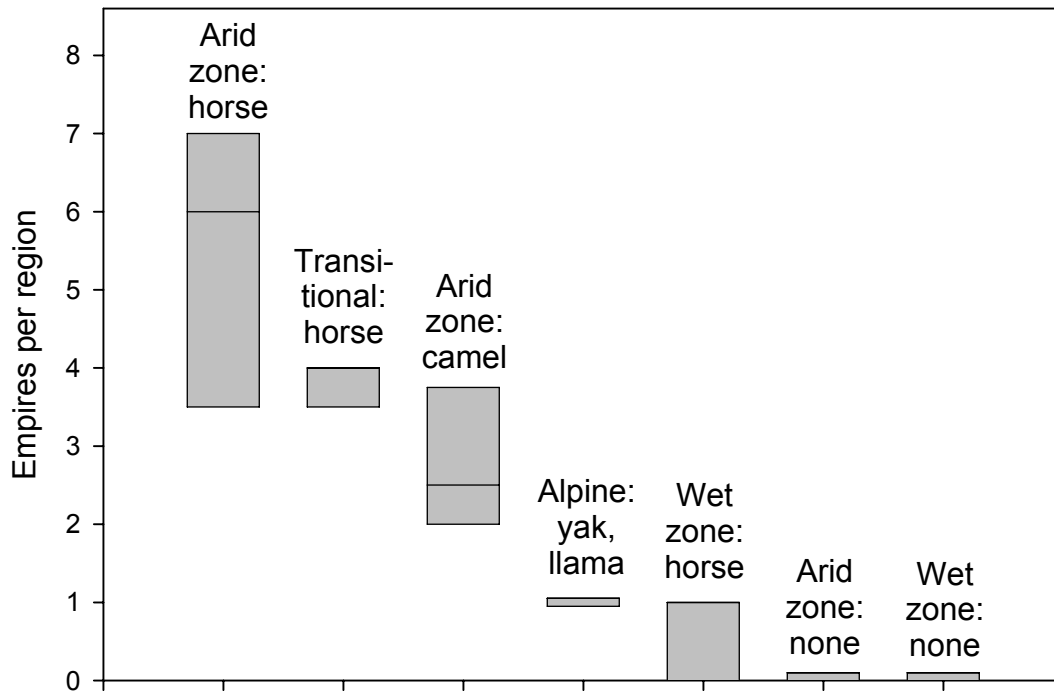 Empires per region
8
7
6
5
4
3
2
1
0
Arid
zone:
horse
Transi-
tional:
horse
Arid
zone:
camel
Alpine:
yak,
llama
Wet
zone:
horse
Arid
zone:
none
Wet
zone:
none